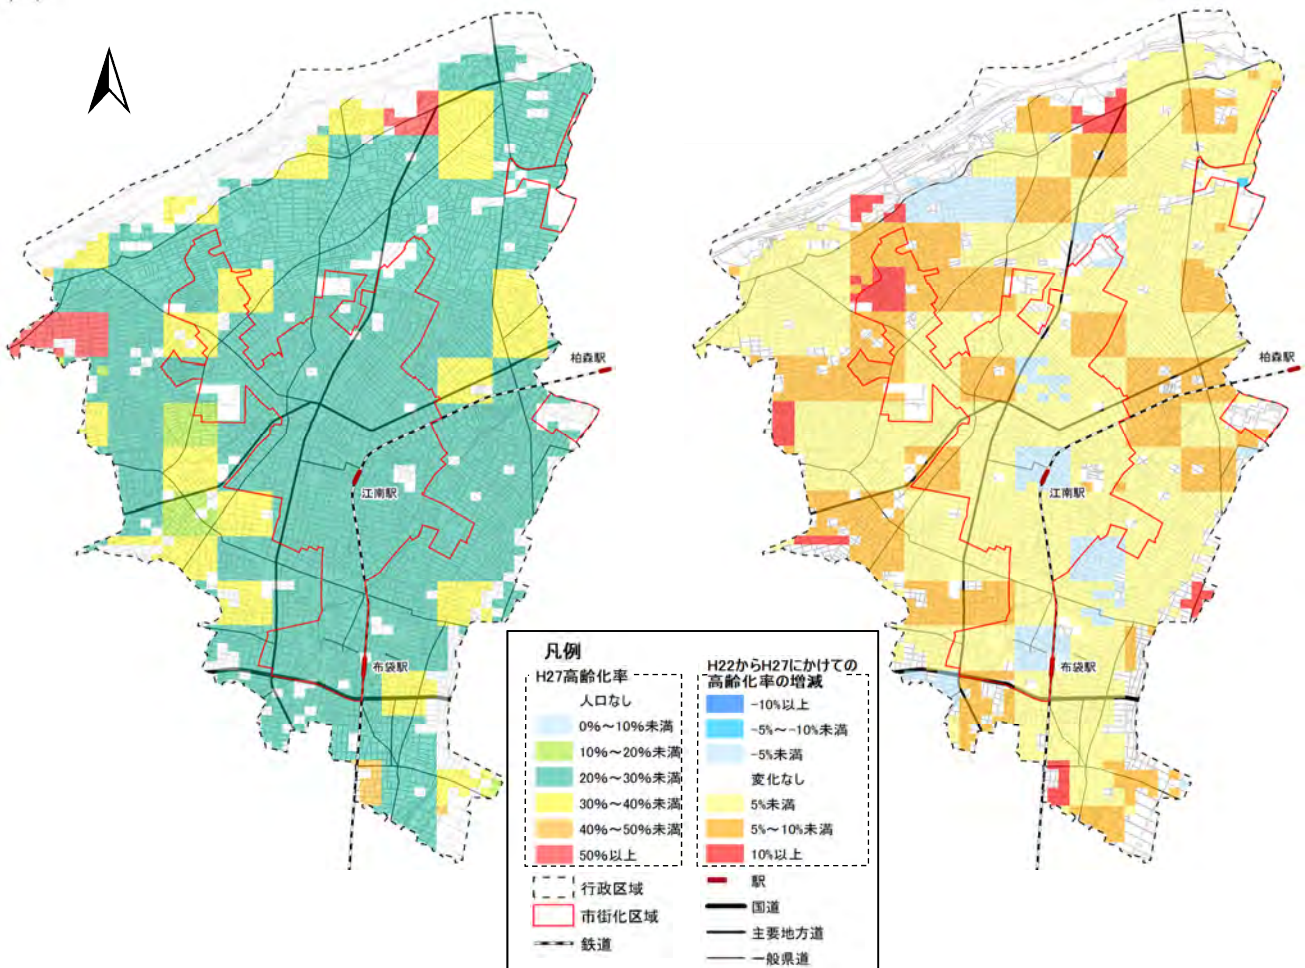 柏森駅
柏森駅
江南駅
江南駅
布袋駅
布袋駅
凡例
H27高齢化率
人口なし
0%～10%未満
10%～20%未満
20%～30%未満
30%～40%未満
40%～50%未満
50%以上
行政区域
市街化区域
鉄道
H22からH27にかけての
高齢化率の増減
-10%以上
-5%～-10%未満
-5%未満
変化なし
5%未満
5%～10%未満
10%以上
駅
国道
主要地方道
一般県道